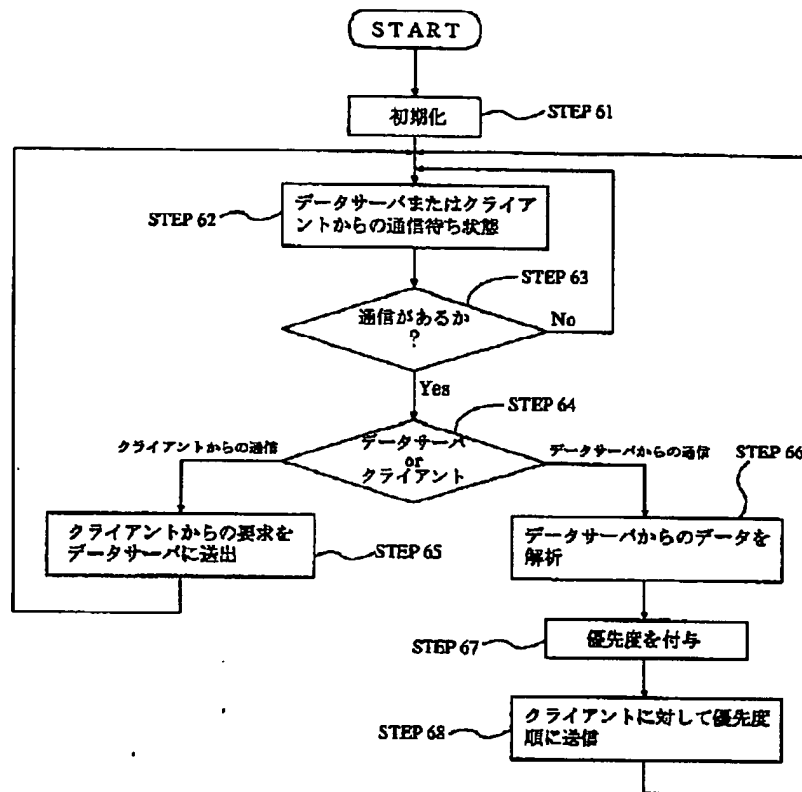 START
初期化
STEP 61
データサーバまたはクライア
ントからの通信待ち状態
STEP 62
STEP 63
通信があるか
?
No
Yes
STEP 64
データサーバ
or
クライアント
クライアントからの通信
データサーバからの通信
STEP 66
クライアントからの要求を
データサーバに送出
STEP 65
データサーバからのデータを
解析
優先度を付与
STEP 67
クライアントに対して優先度
順に送信
STEP 68